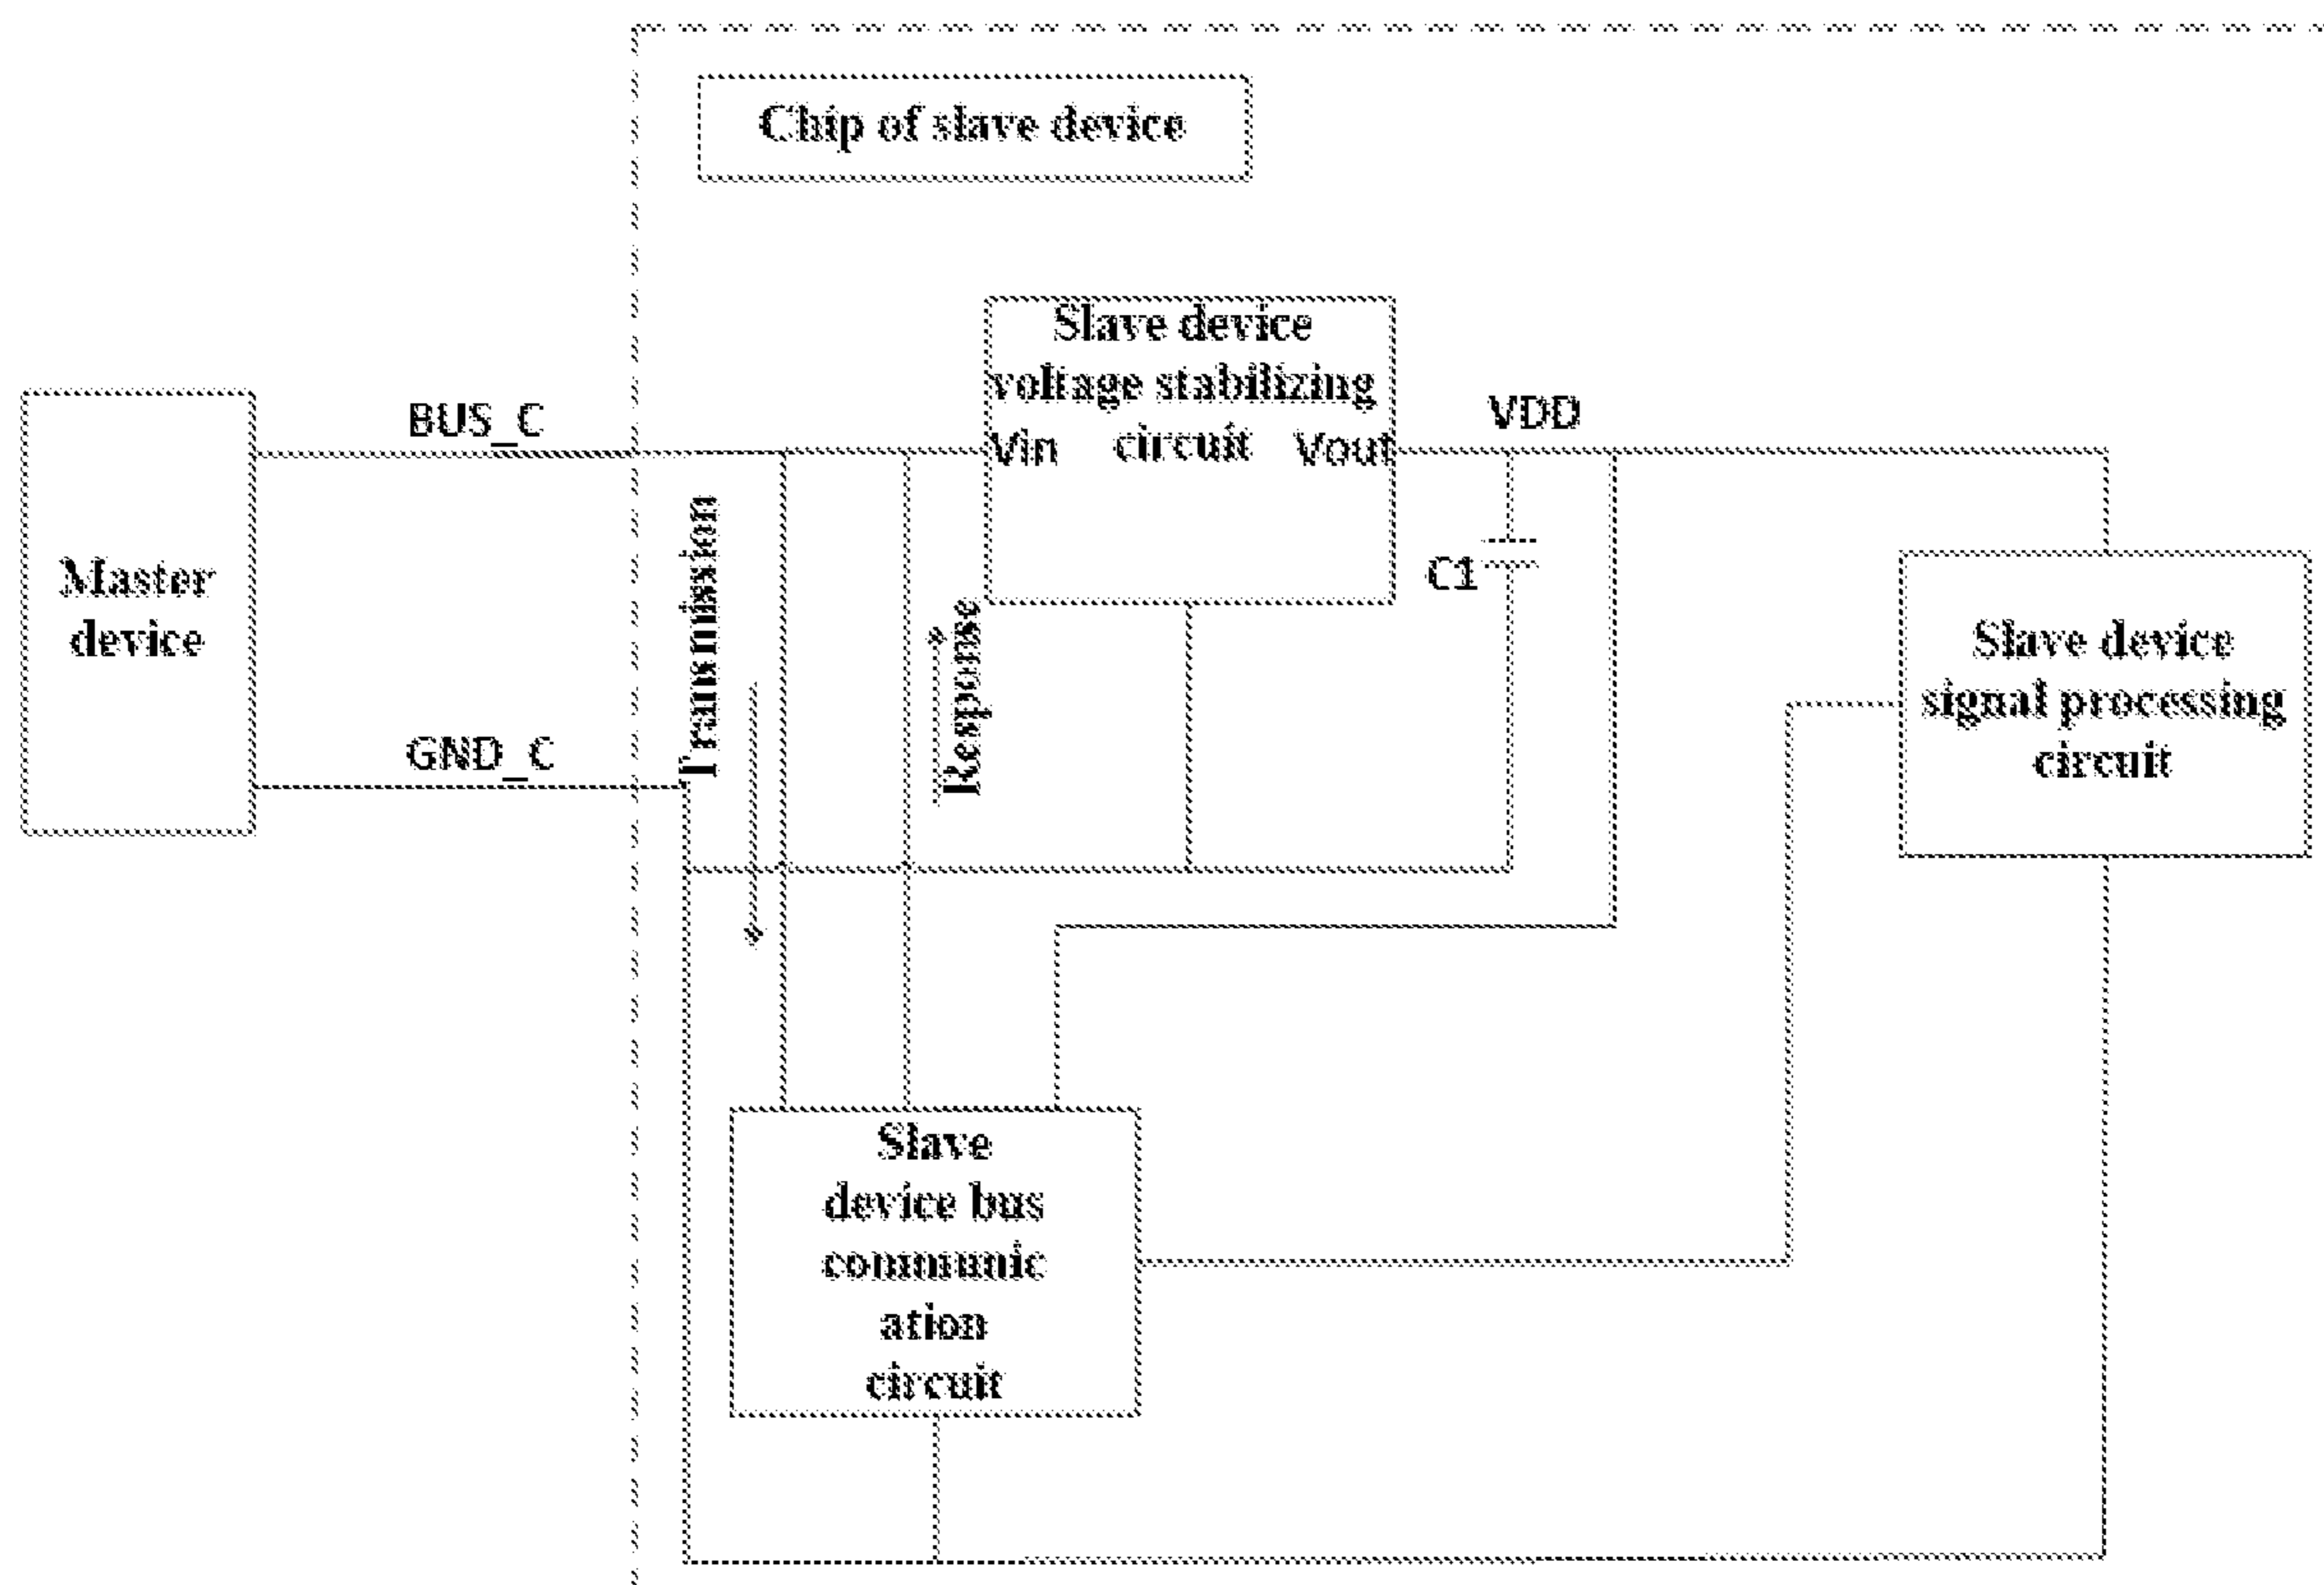 Chip of slave device
Slave device
voltage stabilizing
Vin circuit Vout
BUS_C
VDD
Transmission
C1
Master
device
Response
Slave device
signal processing
circuit
GND_C
Slave
device bus
communic
ation
circuit